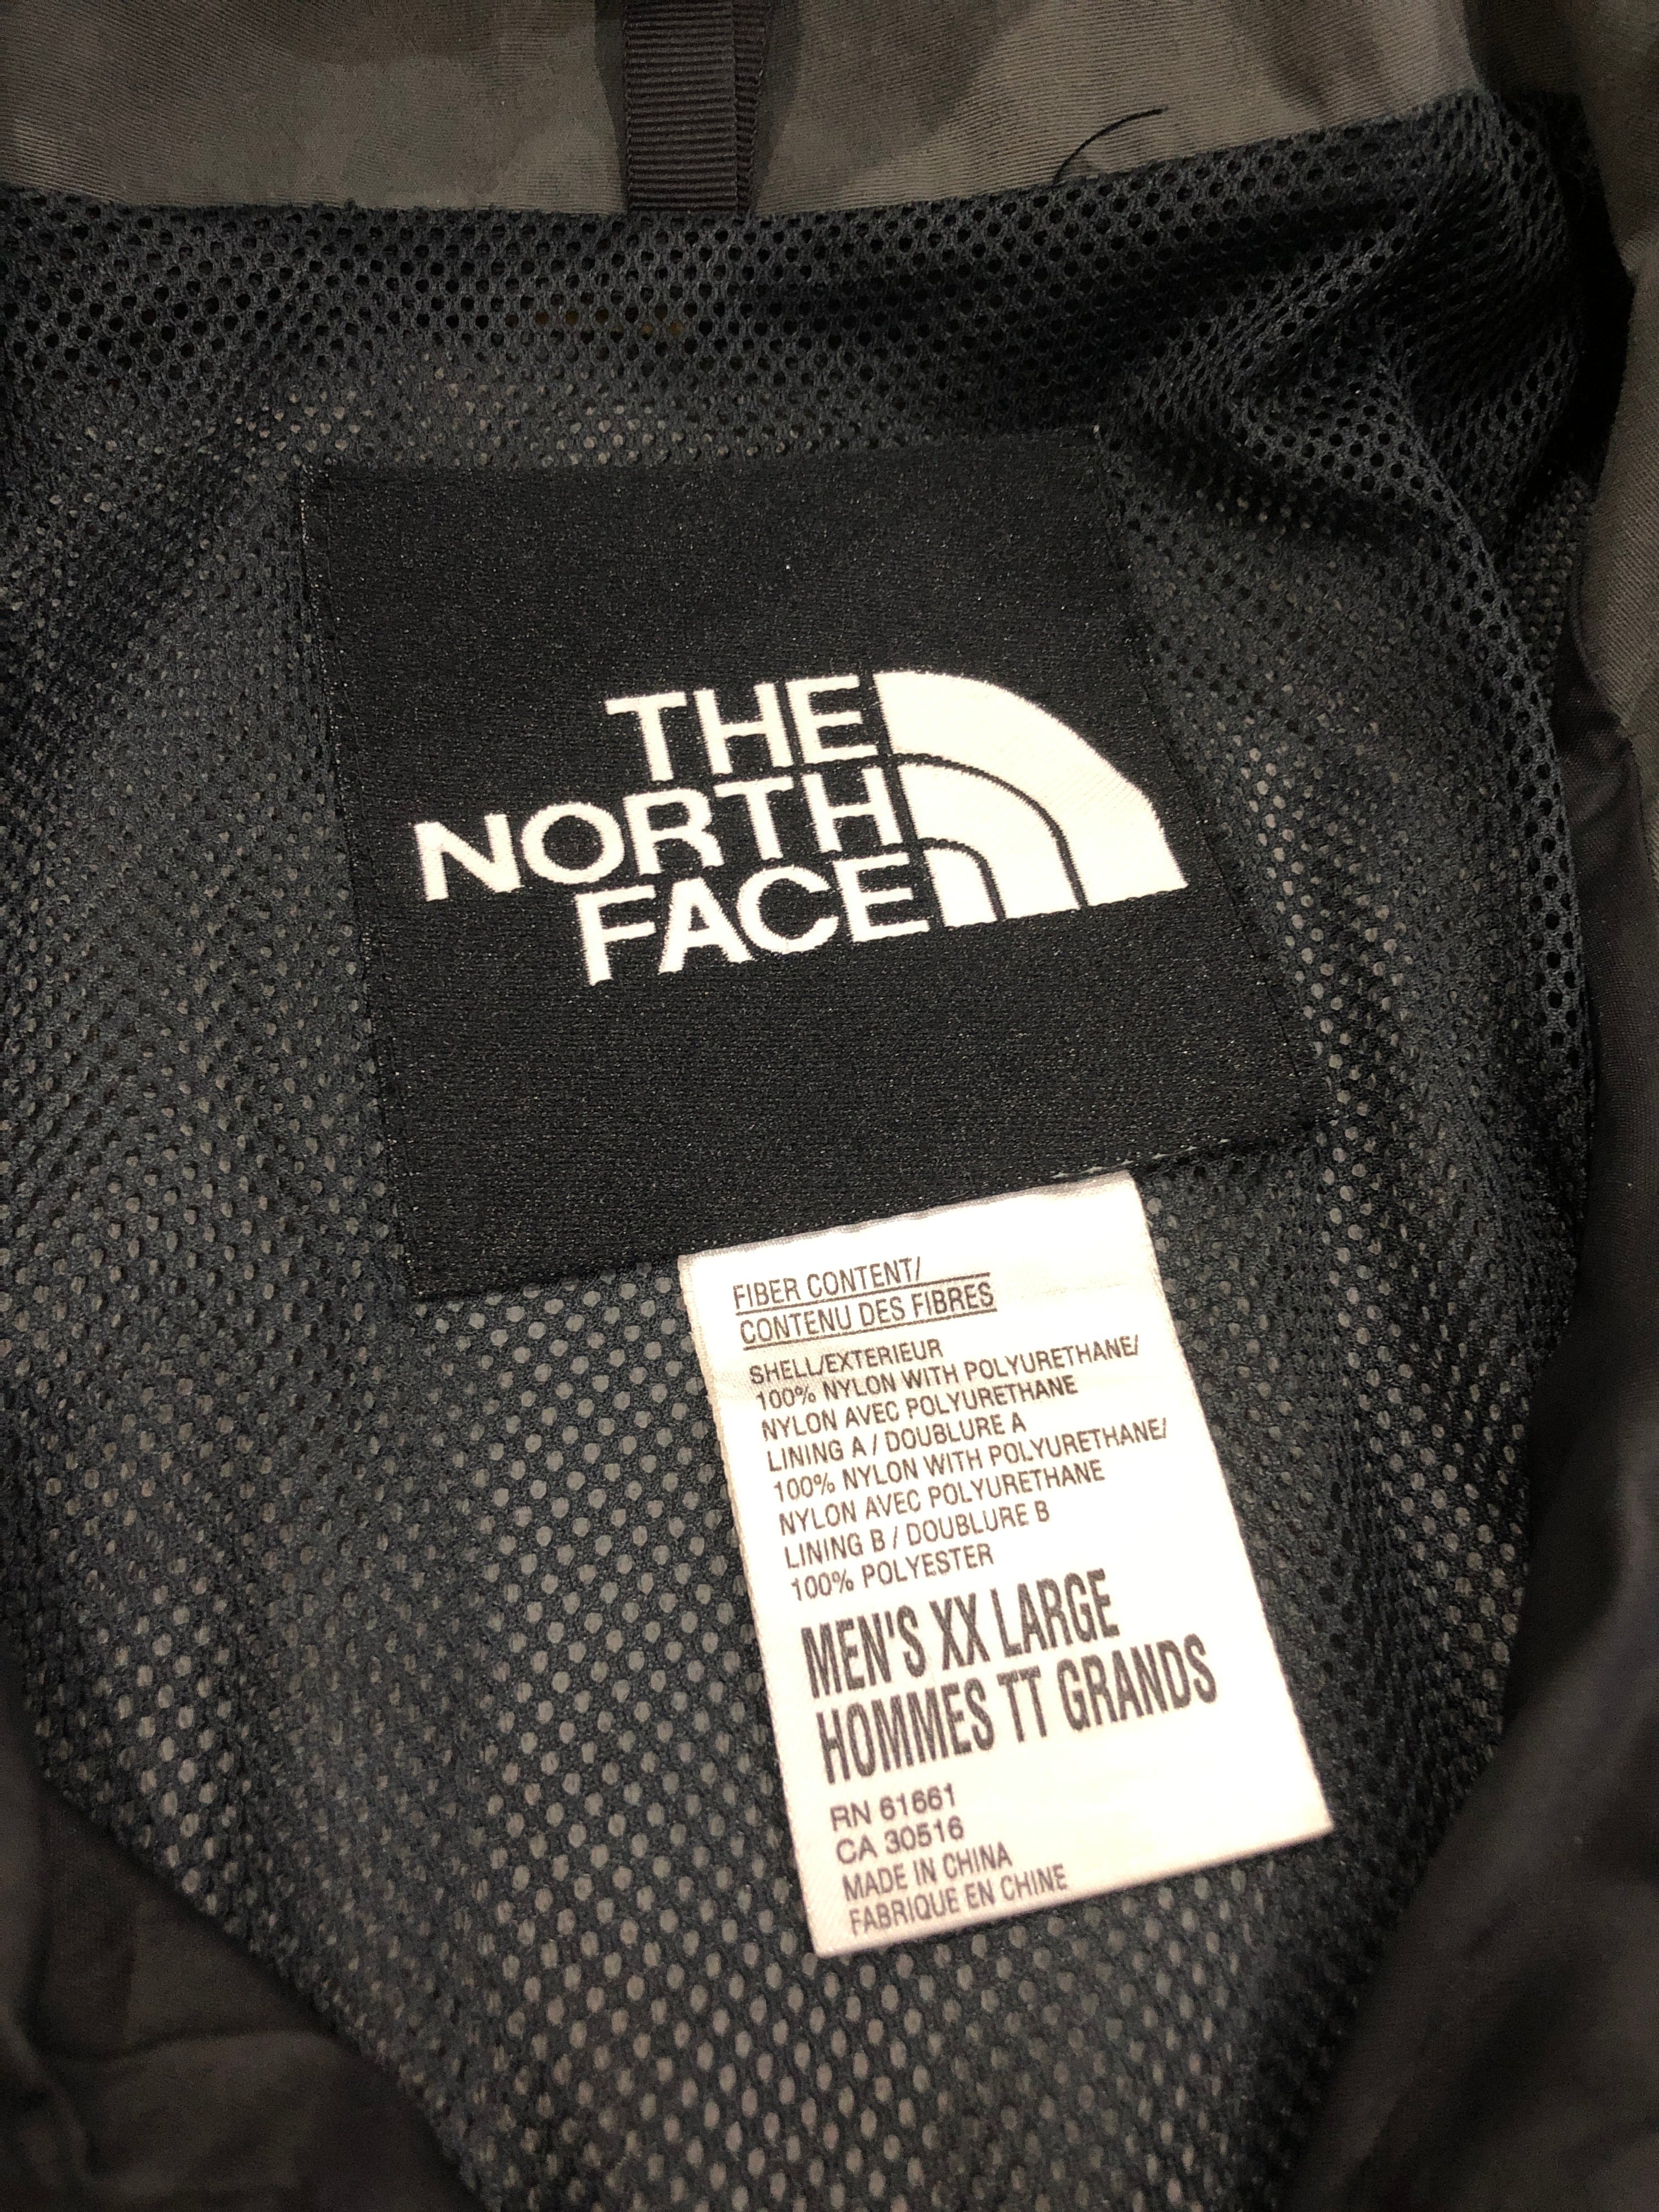 THE
NORTH
FACE
FIBER CONTENT/
CONTENU DES FIBRES
SHELL/EXTERIEUR
100% NYLON WITH POLYURETHANE/
NYLON AVEC POLYURETHANE
LINING A / DOUBLURE A
100% NYLON WITH POLYURETHANE/
NYLON AVEC POLYURETHANE
LINING B / DOUBLURE B
100% POLYESTER
MEN'S XX LARGE
HOMMES TT GRANDS
RN 61661
CA 30516
MADE IN CHINA
FABRIQUE EN CHINE